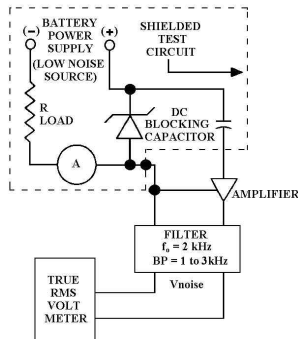 (-) BATTERY (+)
POWER
SUPPLY
(LOW NOISE
SOURCE)
SHIELDED
TEST
CIRCUIT
R
LOAD
DC
BLOCKING
CAPACITOR
A
AMPLIFIER
FILTER
fo = 2 kHz
BP = 1 to 3kHz
TRUE
RMS
VOLT
METER
Vnoise